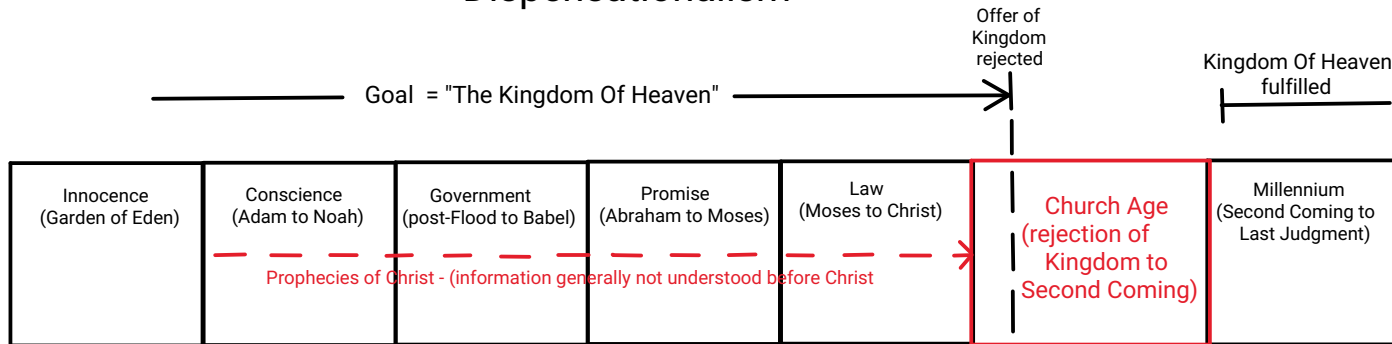 Dispensationalism
Offer of
Kingdom
rejected
Goal = "The Kingdom Of Heaven"
Kingdom Of Heaven
fulfilled
Innocence
(Garden of Eden)
Conscience
(Adam to Noah)
Government
(post-Flood to Babel)
Promise
(Abraham to Moses)
Law
(Moses to Christ)
Church Age
(rejection of
Kingdom to
Second Coming)
Millennium
(Second Coming to
Last Judgment)
Prophecies of Christ - (information generally not understood before Christ